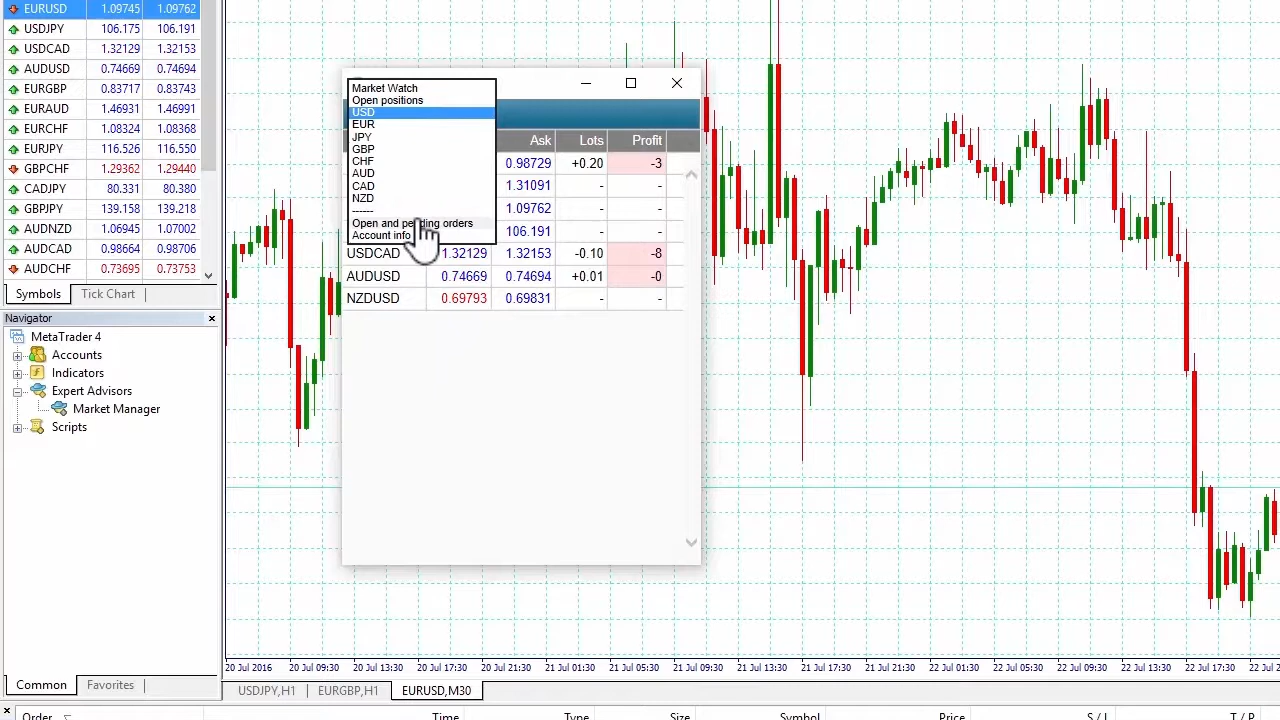 EURUSD 1.09745 1.09762
USDJPY 106.175 106.191
USDCAD 1.32129 1.32153
AUDUSD 0.74669 0.74694
EURGBP 0.83717 0.83743
EURAUD 1.46931 1.46991
EURCHF 1.08324 1.08368
EURJPY 116.526 116.550
GBPCHF 1.29362 1.29440
CADJPY 80.331 80.380
GBPJPY 139.158 139.218
AUDNZD 1.06945 1.07002
AUDCAD 0.98664 0.98706
AUDCHF 0.73695 0.73753
Symbols Tick Chart
Navigator
MetaTrader 4
Accounts
Indicators
Expert Advisors
Market Manager
Scripts
Common Favorites
Market Watch
Open positions
USD
EUR
JPY
GBP
CHF
AUD
CAD
NZD
------
Open and pending orders
Account info
Ask Lots Profit
0.98729 +0.20 -3
1.31091 - -
1.09762 - -
106.191 - -
USDCAD 1.32129 1.32153 -0.10 -8
AUDUSD 0.74669 0.74694 +0.01 -0
NZDUSD 0.69793 0.69831 - -
20 Jul 2016 20 Jul 09:30 20 Jul 13:30 20 Jul 17:30 20 Jul 21:30 21 Jul 01:30 21 Jul 05:30 21 Jul 09:30 21 Jul 13:30 21 Jul 17:30 21 Jul 21:30 22 Jul 01:30 22 Jul 05:30 22 Jul 09:30 22 Jul 13:30 22 Jul 17:30 22 Jul 2
USDJPY,H1 EURGBP,H1 EURUSD,M30
Order Time Type Size Symbol Price S / L T / P